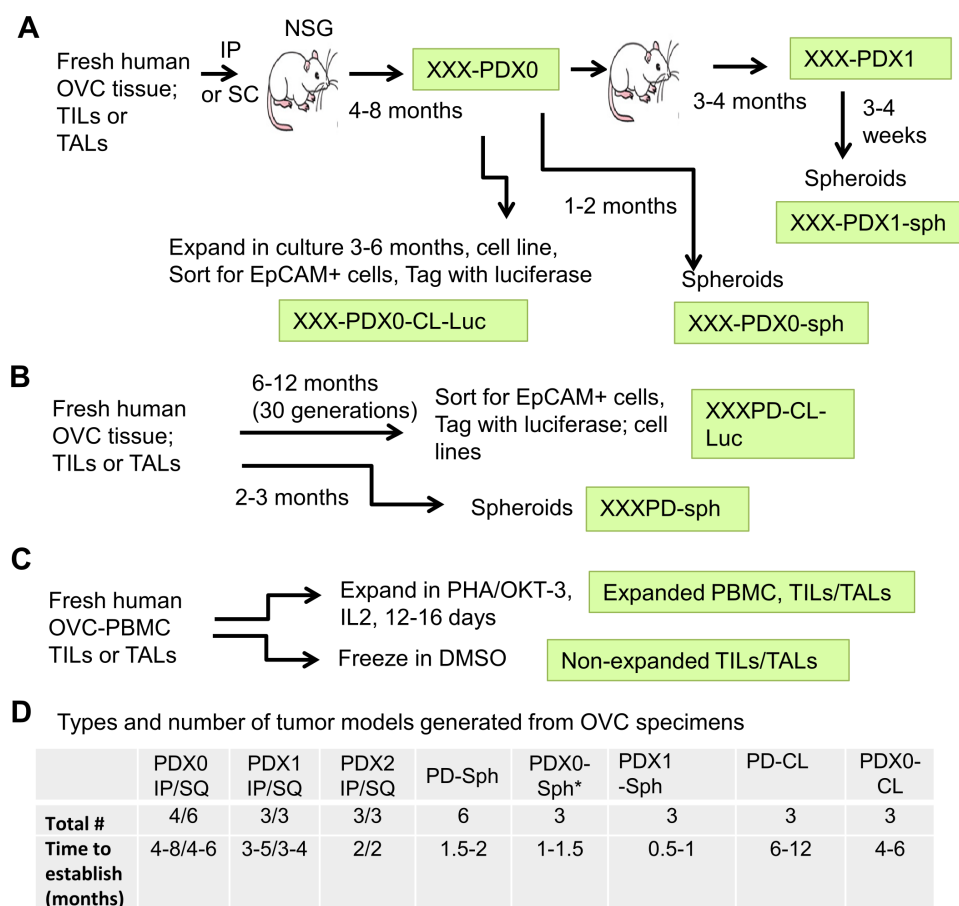 A
Fresh human
OVC tissue;
TILs or
TALs
IP
or SC
NSG
4-8 months
XXX-PDX0
3-4 months
XXX-PDX1
3-4
weeks
Spheroids
XXX-PDX1-sph
1-2 months
Expand in culture 3-6 months, cell line,
Sort for EpCAM+ cells, Tag with luciferase
XXX-PDX0-CL-Luc
Spheroids
XXX-PDX0-sph
B
Fresh human
OVC tissue;
TILs or TALs
6-12 months
(30 generations)
Sort for EpCAM+ cells,
Tag with luciferase; cell
lines
XXXPD-CL-
Luc
2-3 months
Spheroids
XXXPD-sph
C
Fresh human
OVC-PBMC
TILs or TALs
Expand in PHA/OKT-3,
IL2, 12-16 days
Expanded PBMC, TILs/TALs
Freeze in DMSO
Non-expanded TILs/TALs
D
Types and number of tumor models generated from OVC specimens
PDX0 IP/SQ PDX1 IP/SQ PDX2 IP/SQ PD-Sph PDX0-Sph* PDX1-Sph PD-CL PDX0-CL
Total # 4/6 3/3 3/3 6 3 3 3 3
Time to establish (months) 4-8/4-6 3-5/3-4 2/2 1.5-2 1-1.5 0.5-1 6-12 4-6